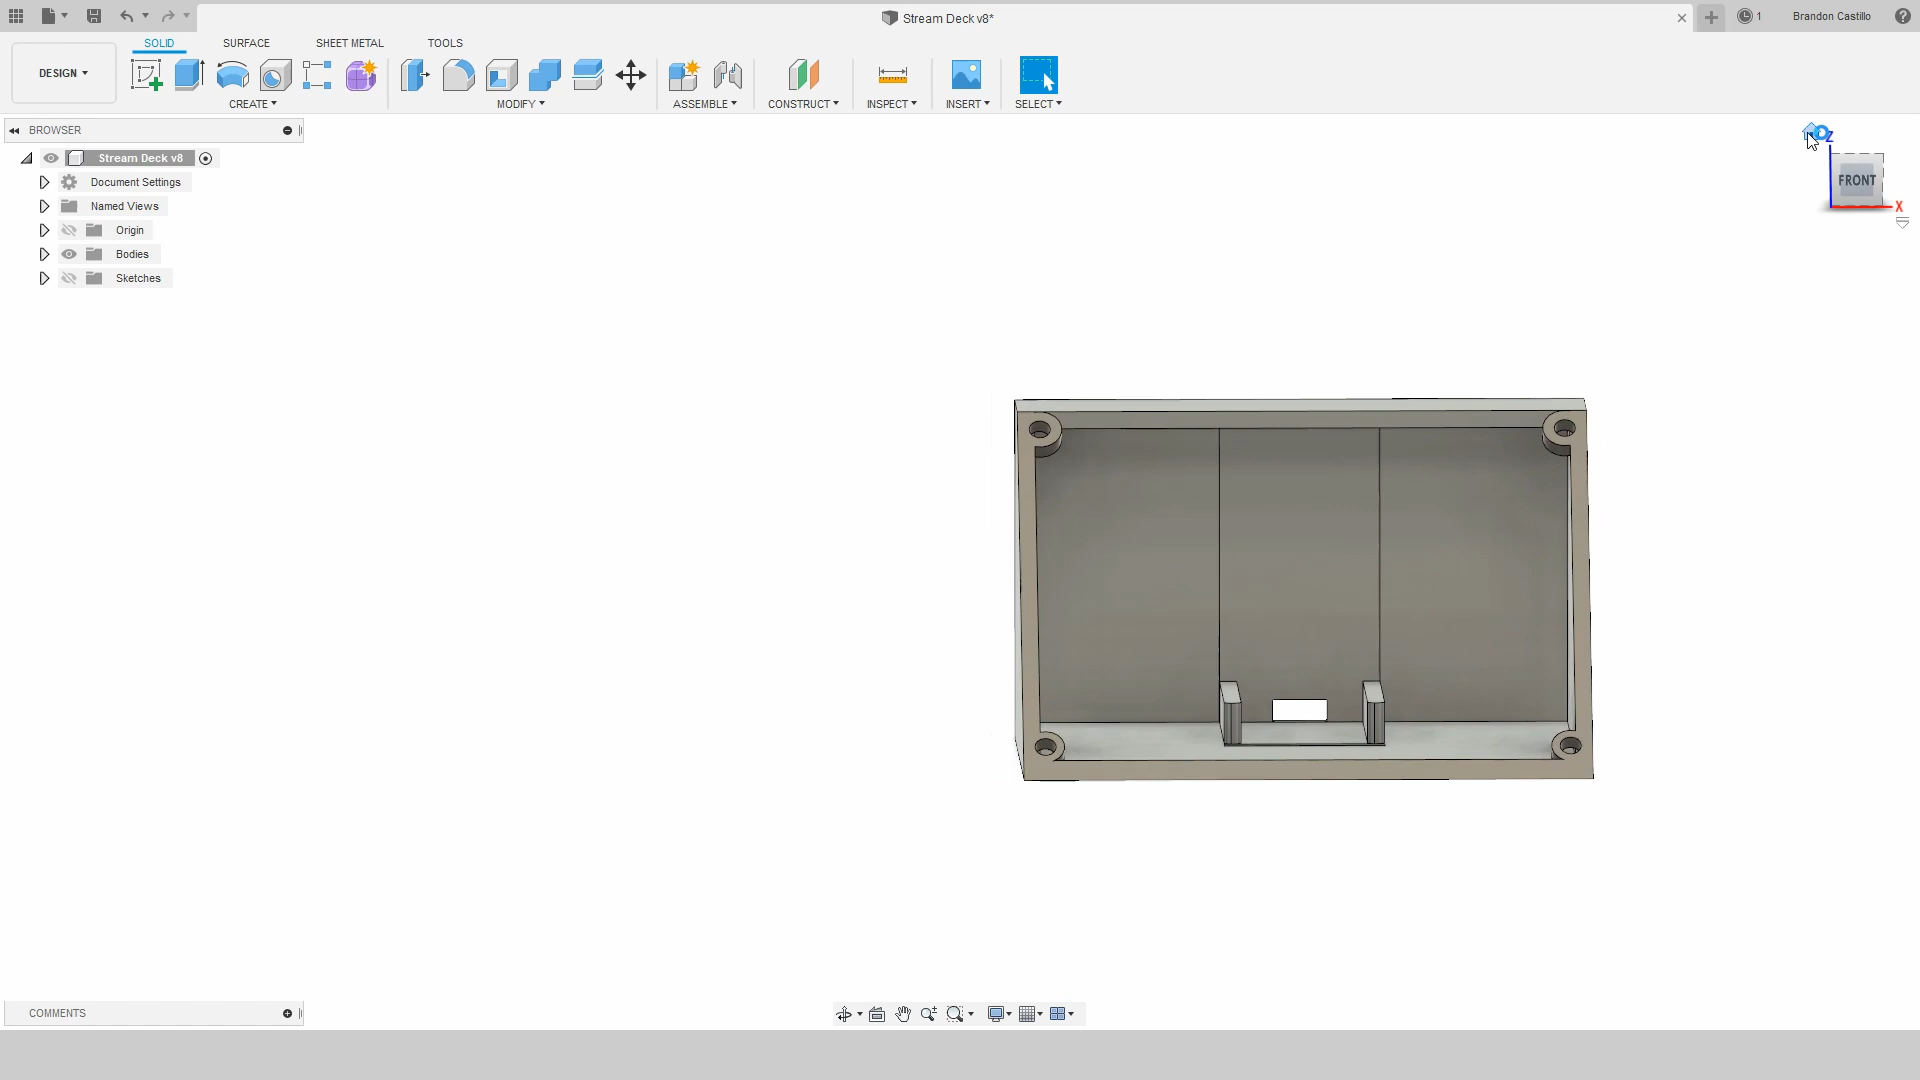 Stream Deck v8*
1
Brandon Castillo
DESIGN
SOLID
SURFACE
SHEET METAL
TOOLS
CREATE
MODIFY
ASSEMBLE
CONSTRUCT
INSPECT
INSERT
SELECT
BROWSER
Stream Deck v8
Document Settings
Named Views
Origin
Bodies
Sketches
Z
FRONT
X
COMMENTS